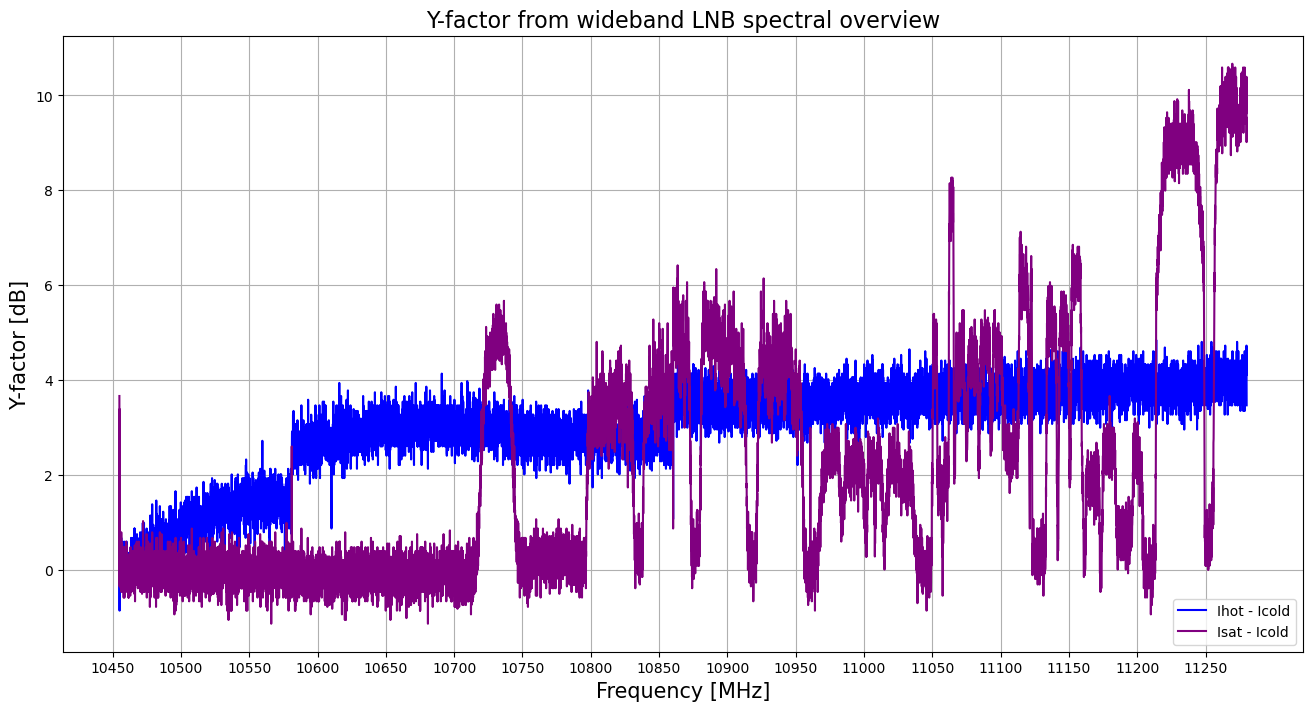 Y-factor from wideband LNB spectral overview
Y-factor [dB]
10
8
6
4
2
0
Ihot - Icold
Isat - Icold
10450 10500 10550 10600 10650 10700 10750 10800 10850 10900 10950 11000 11050 11100 11150 11200 11250
Frequency [MHz]